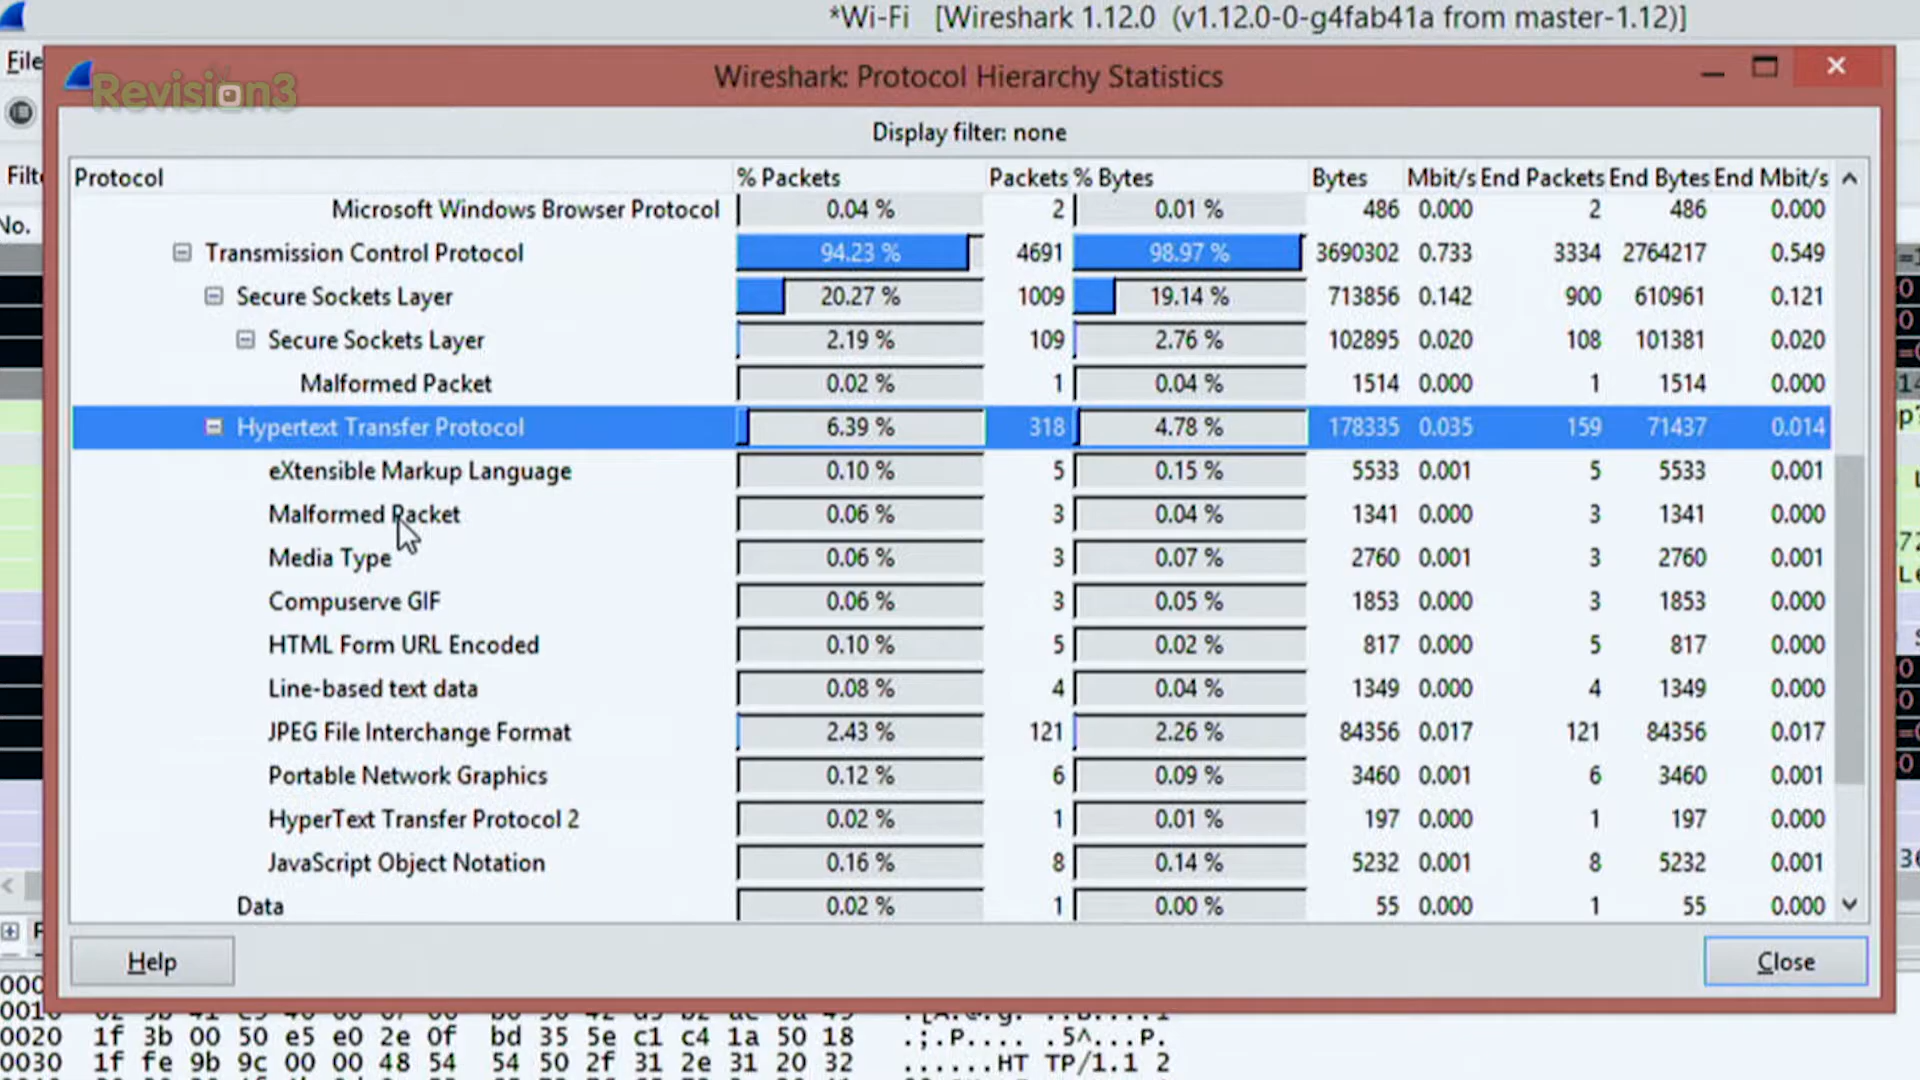 *Wi-Fi [Wireshark 1.12.0 (v1.12.0-0-g4fab41a from master-1.12)]
File
Revision3
Wireshark: Protocol Hierarchy Statistics
Display filter: none
Protocol % Packets Packets % Bytes Bytes Mbit/s End Packets End Bytes End Mbit/s
No.
Microsoft Windows Browser Protocol 0.04 % 2 0.01 % 486 0.000 2 486 0.000
Transmission Control Protocol 94.23 % 4691 98.97 % 3690302 0.733 3334 2764217 0.549
Secure Sockets Layer 20.27 % 1009 19.14 % 713856 0.142 900 610961 0.121
Secure Sockets Layer 2.19 % 109 2.76 % 102895 0.020 108 101381 0.020
Malformed Packet 0.02 % 1 0.04 % 1514 0.000 1 1514 0.000
Hypertext Transfer Protocol 6.39 % 318 4.78 % 178335 0.035 159 71437 0.014
eXtensible Markup Language 0.10 % 5 0.15 % 5533 0.001 5 5533 0.001
Malformed Packet 0.06 % 3 0.04 % 1341 0.000 3 1341 0.000
Media Type 0.06 % 3 0.07 % 2760 0.001 3 2760 0.001
Compuserve GIF 0.06 % 3 0.05 % 1853 0.000 3 1853 0.000
HTML Form URL Encoded 0.10 % 5 0.02 % 817 0.000 5 817 0.000
Line-based text data 0.08 % 4 0.04 % 1349 0.000 4 1349 0.000
JPEG File Interchange Format 2.43 % 121 2.26 % 84356 0.017 121 84356 0.017
Portable Network Graphics 0.12 % 6 0.09 % 3460 0.001 6 3460 0.001
HyperText Transfer Protocol 2 0.02 % 1 0.01 % 197 0.000 1 197 0.000
JavaScript Object Notation 0.16 % 8 0.14 % 5232 0.001 8 5232 0.001
Data 0.02 % 1 0.00 % 55 0.000 1 55 0.000
Help Close
0020 1f 3b 00 50 e5 e0 2e 0f bd 35 5e c1 c4 1a 50 18 .;.P.... .5^...P.
0030 1f fe 9b 9c 00 00 48 54 54 50 2f 31 2e 31 20 32 ......HT TP/1.1 2